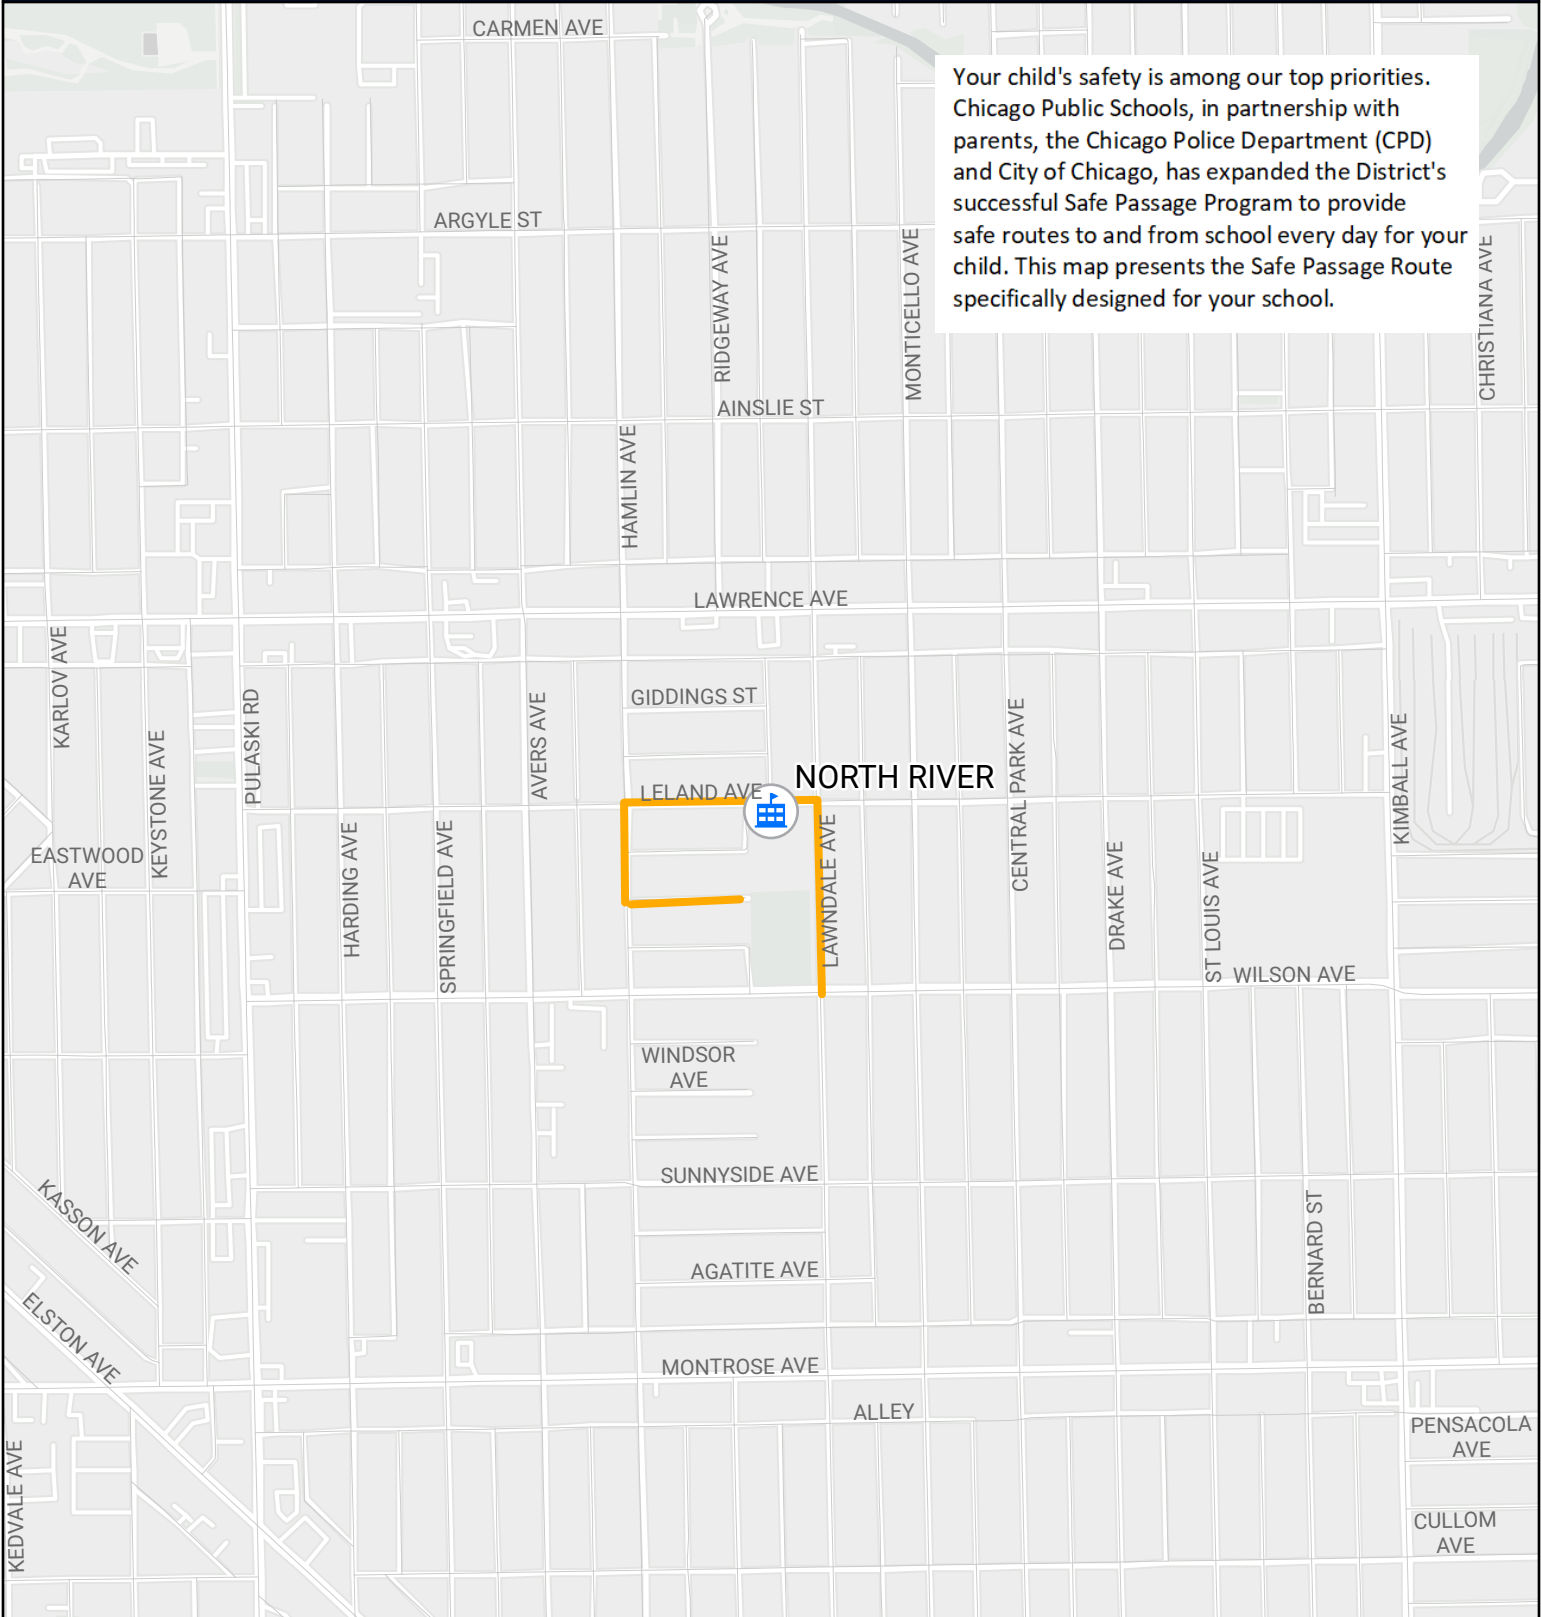 CARMEN AVE
Your child's safety is among our top priorities.
Chicago Public Schools, in partnership with
parents, the Chicago Police Department (CPD)
and City of Chicago, has expanded the District's
successful Safe Passage Program to provide
safe routes to and from school every day for your
child. This map presents the Safe Passage Route
specifically designed for your school.
ARGYLE ST
RIDGEWAY AVE
MONTICELLO AVE
CHRISTIANA AVE
AINSLIE ST
HAMLIN AVE
LAWRENCE AVE
KARLOV AVE
GIDDINGS ST
PULASKI RD
AVERS AVE
CENTRAL PARK AVE
KIMBALL AVE
KEYSTONE AVE
NORTH RIVER
LELAND AVE
EASTWOOD
AVE
HARDING AVE
SPRINGFIELD AVE
LAWNDALE AVE
DRAKE AVE
ST LOUIS AVE
WILSON AVE
WINDSOR
AVE
SUNNYSIDE AVE
KASSON AVE
BERNARD ST
AGATITE AVE
ELSTON AVE
MONTROSE AVE
ALLEY
PENSACOLA
AVE
KEDVALE AVE
CULLOM
AVE